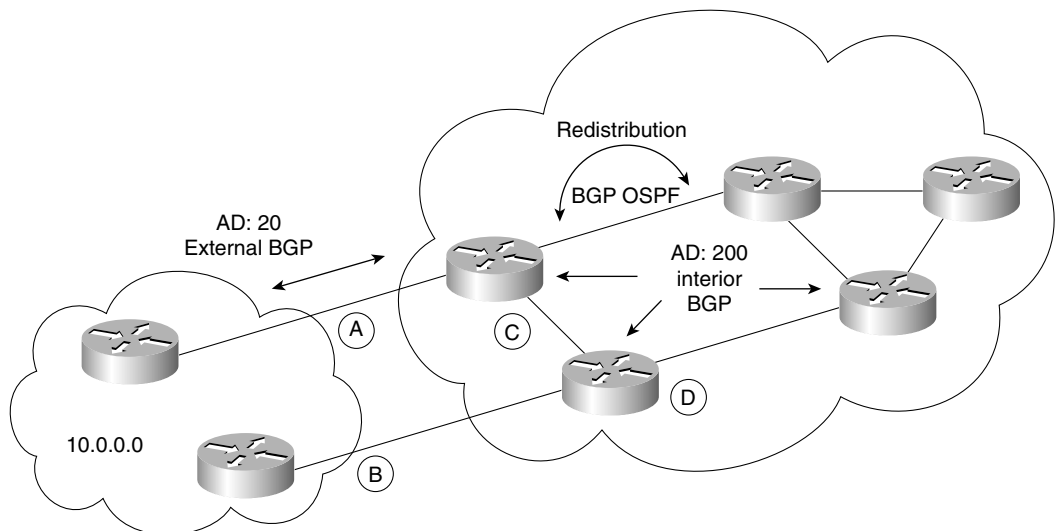 Redistribution
BGP OSPF
AD: 20
External BGP
AD: 200
interior
BGP
A
C
D
10.0.0.0
B